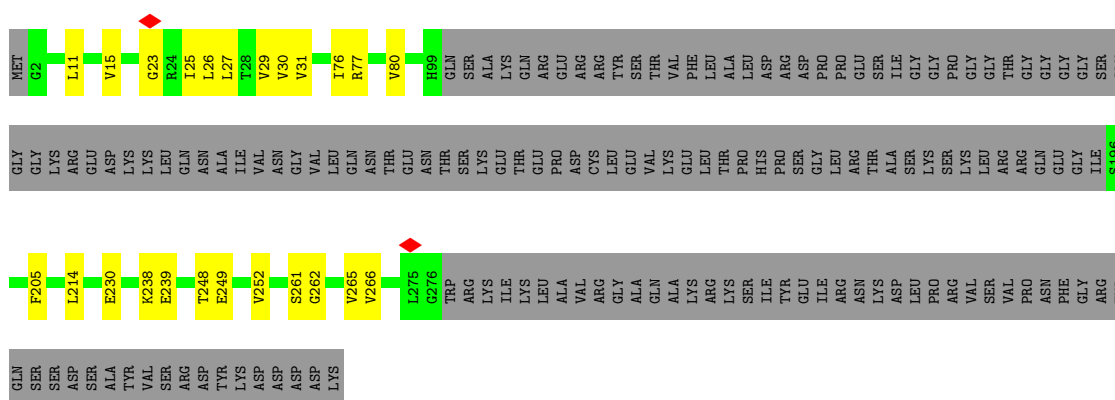 MET G2 L11 V15 G23 R24 I25 L26 L27 T28 V29 V30 V31 I76 R77 V80 H99 GLN SER ALA LYS GLN ARG GLU ARG ARG TYR SER THR VAL PHE LEU ALA LEU ASP ARG ASP PRO PRO GLU SER ILE GLY GLY PRO GLY GLY THR GLY GLY GLY GLY SER
GLY GLY LYS ARG GLU ASP LYS LYS LEU GLN ASN ALA ILE VAL ASN GLY VAL LEU GLN ASN THR GLU ASN THR SER LYS GLU THR GLU PRO ASP CYS LEU GLU VAL LYS GLU LEU THR PRO HIS PRO SER GLY LEU ARG THR ALA SER LYS SER LYS LEU ARG ARG GLN GLU GLY ILE S196
F205 L214 E230 K238 E239 T248 E249 V252 S261 G262 V265 V266 L275 G276 TRP ARG LYS ILE LYS LEU ALA VAL ARG GLY ALA GLN ALA LYS ARG LYS SER ILE TYR GLU ILE ARG ASN LYS ASP LEU PRO ARG VAL SER VAL PRO ASN PHE GLY ARG
GLN SER SER ASP SER ALA TYR VAL SER ARG ASP TYR LYS ASP ASP ASP ASP LYS